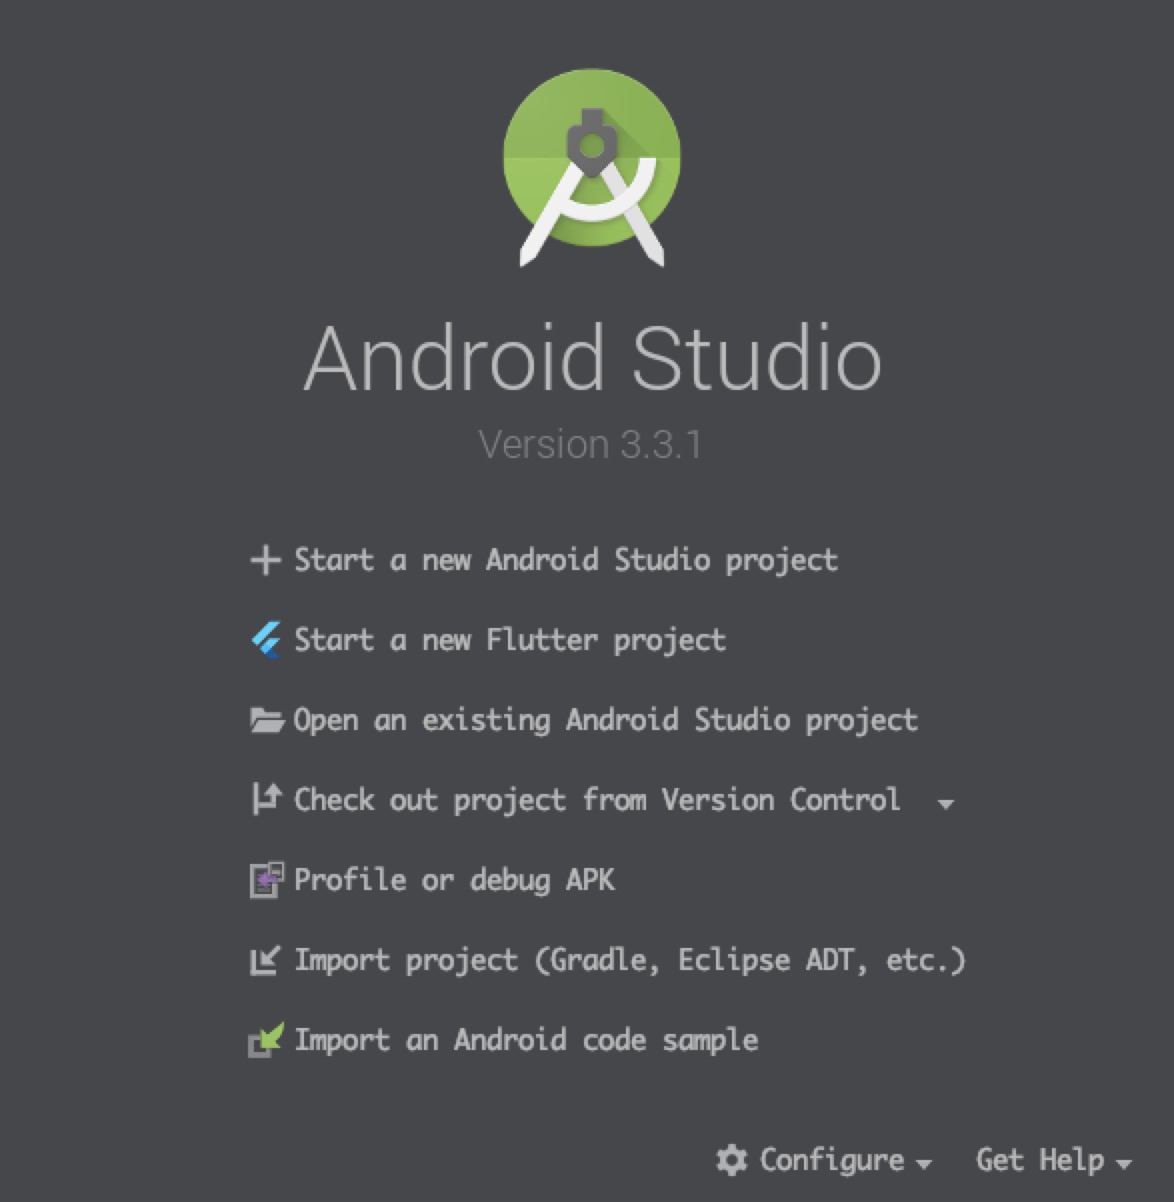 Android Studio
Version 3.3.1
Start a new Android Studio project
Start a new Flutter project
Open an existing Android Studio project
Check out project from Version Control
Profile or debug APK
Import project (Gradle, Eclipse ADT, etc.)
Import an Android code sample
Configure Get Help